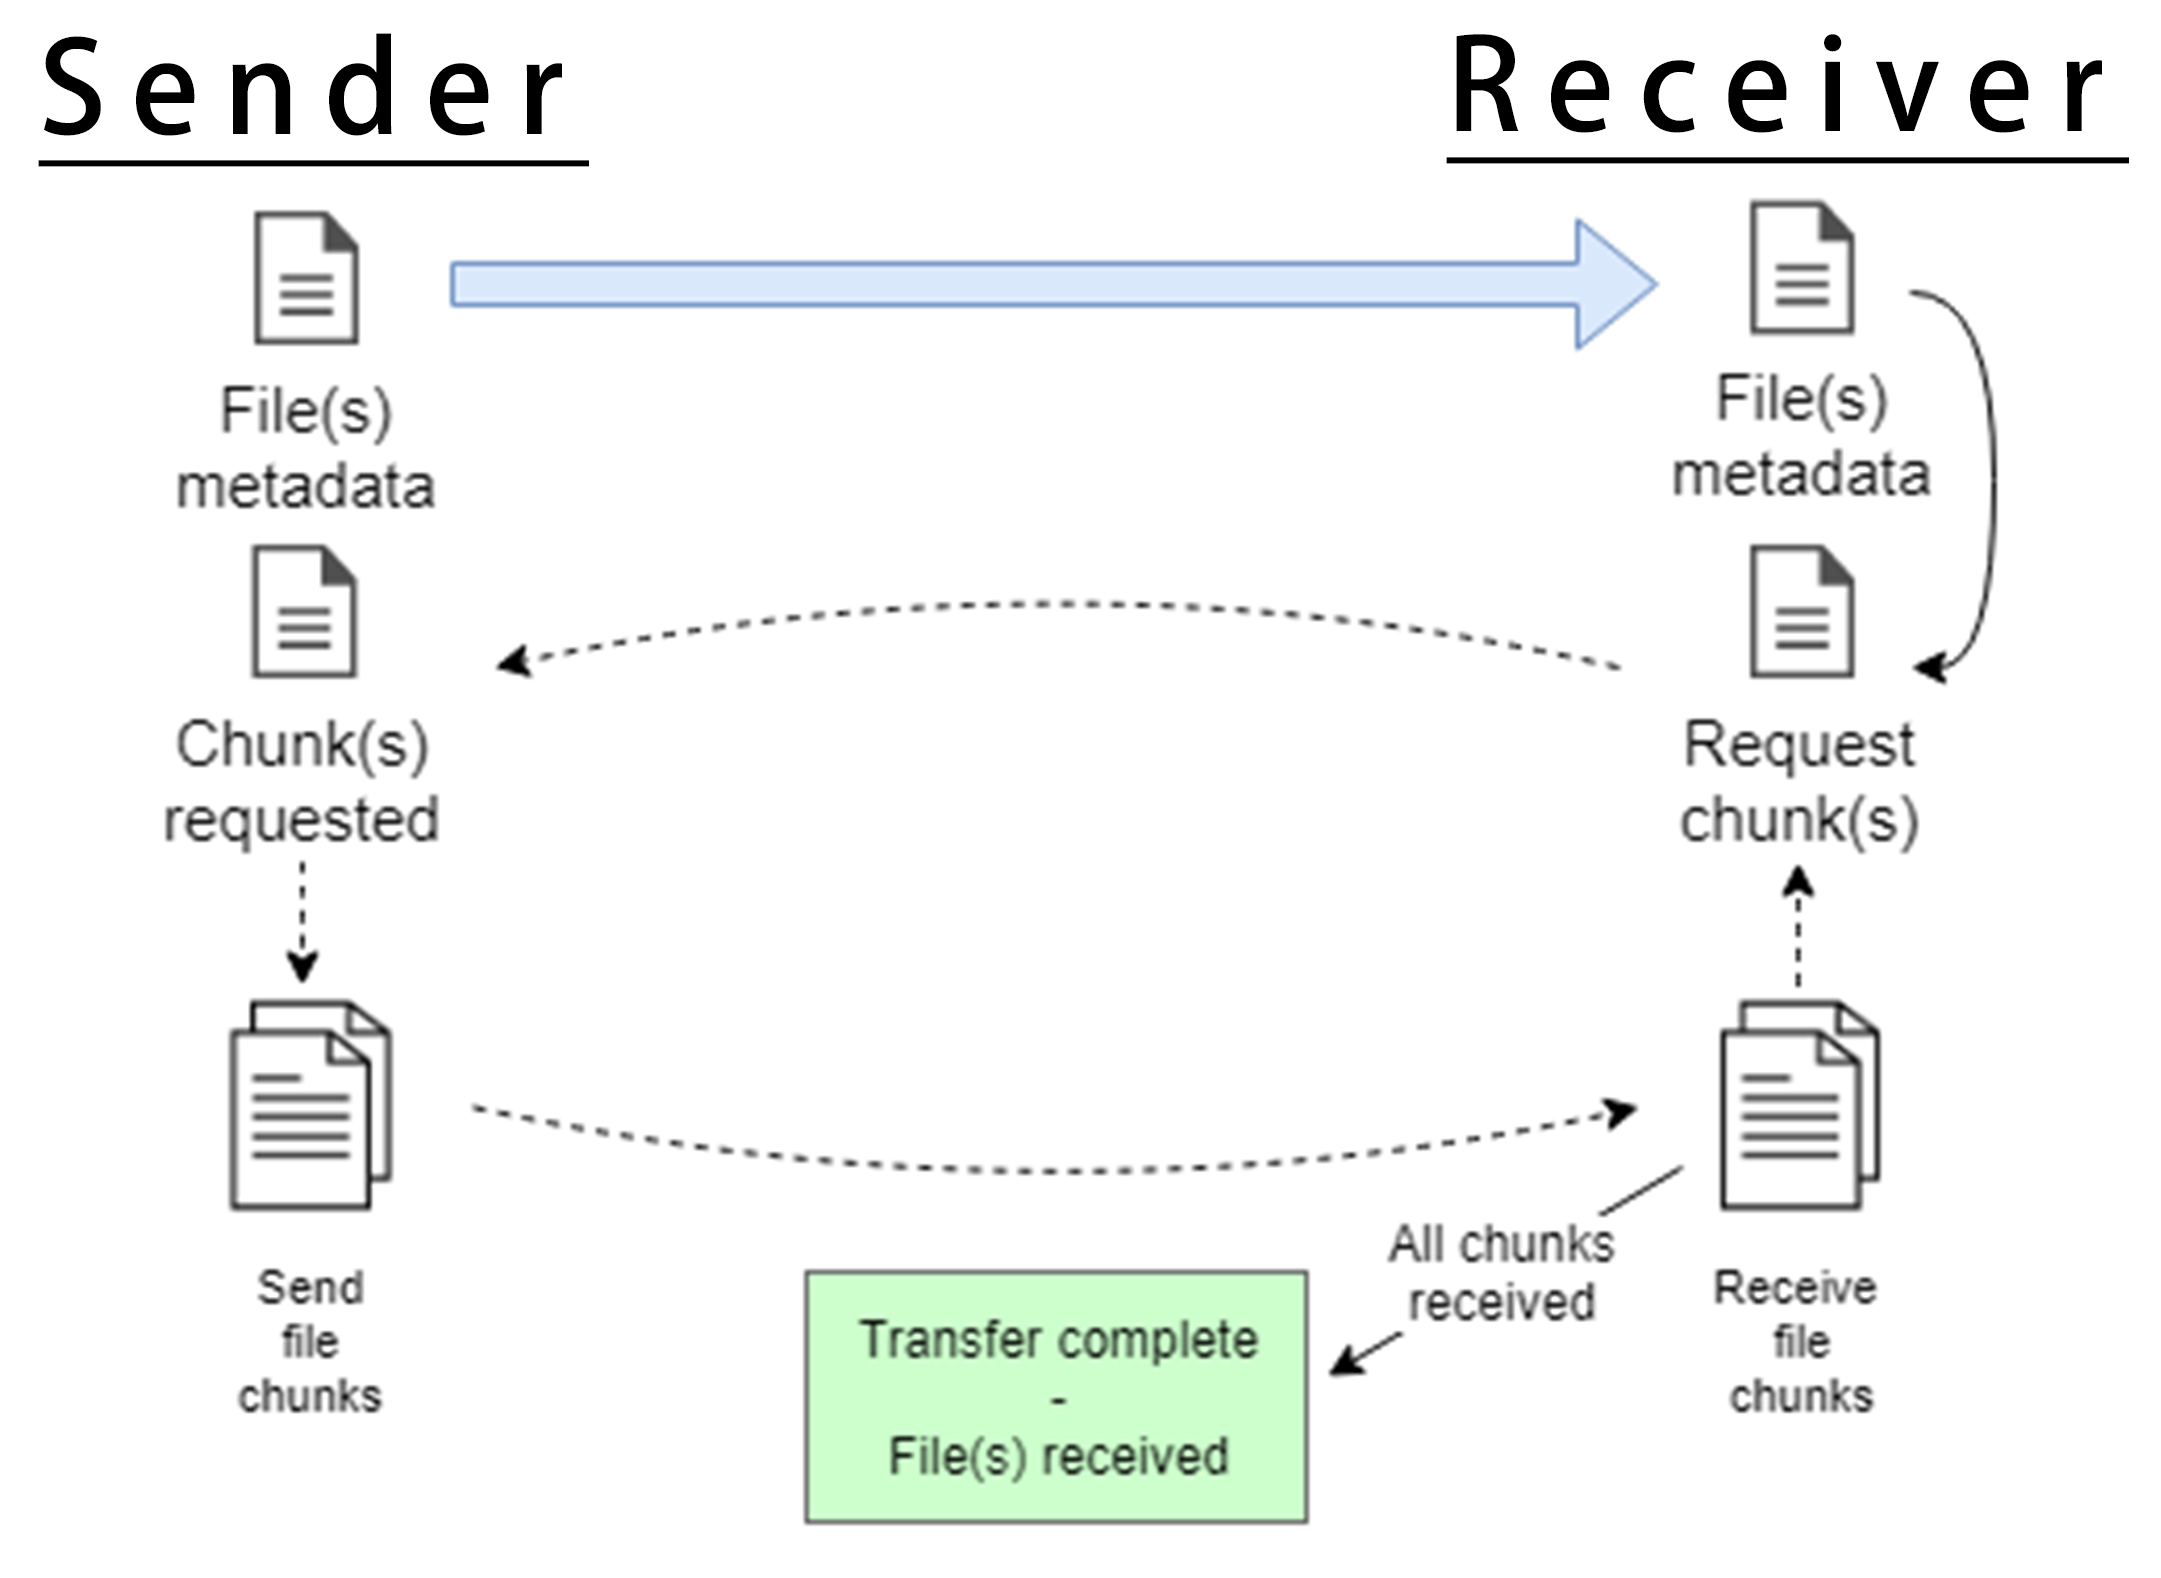 Sender
Receiver
File(s)
metadata
File(s)
metadata
Chunk(s)
requested
Request
chunk(s)
Send
file
chunks
All chunks
received
Receive
file
chunks
Transfer complete
-
File(s) received